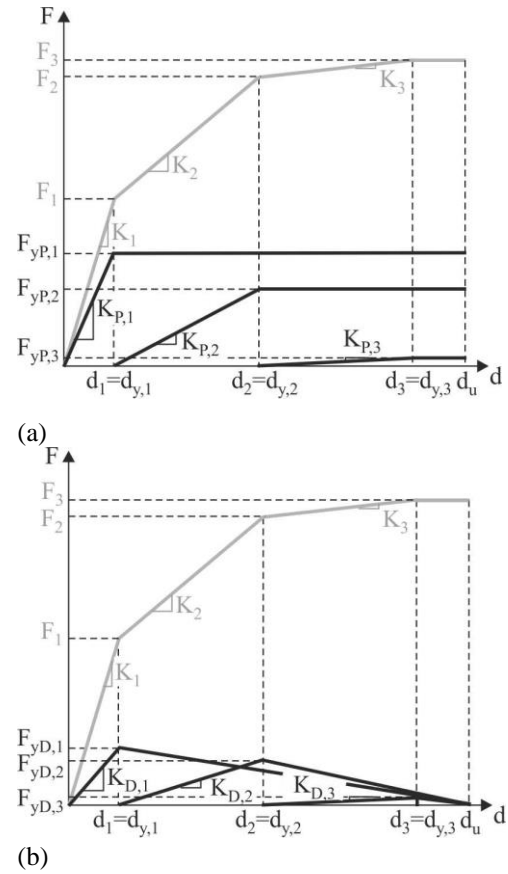 F
F3
F2
K3
K2
F1
K1
FyP,1
FyP,2
KP,1
KP,2
KP,3
FyP,3
d1=dy,1 d2=dy,2 d3=dy,3 du d
(a)
F
F3
F2
K3
K2
F1
K1
FyD,1
FyD,2
KD,1 KD,2 KD,3
FyD,3
d1=dy,1 d2=dy,2 d3=dy,3 du d
(b)